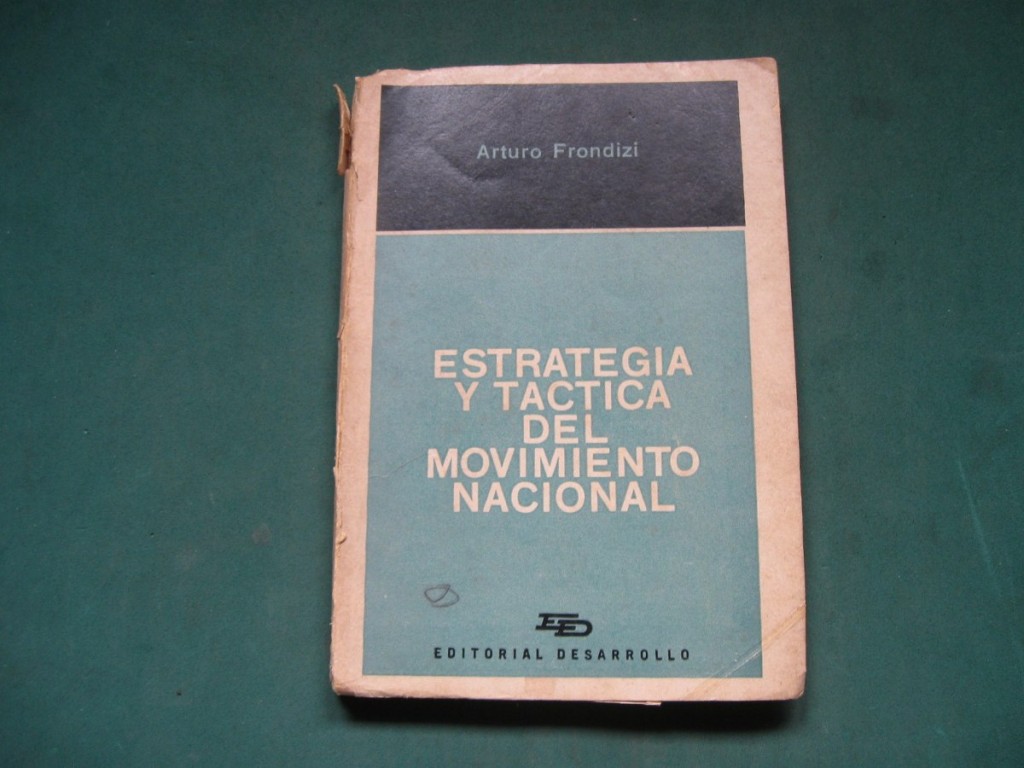 Arturo Frondizi
ESTRATEGIA
Y TACTICA
DEL
MOVIMIENTO
NACIONAL
ED
EDITORIAL DESARROLLO